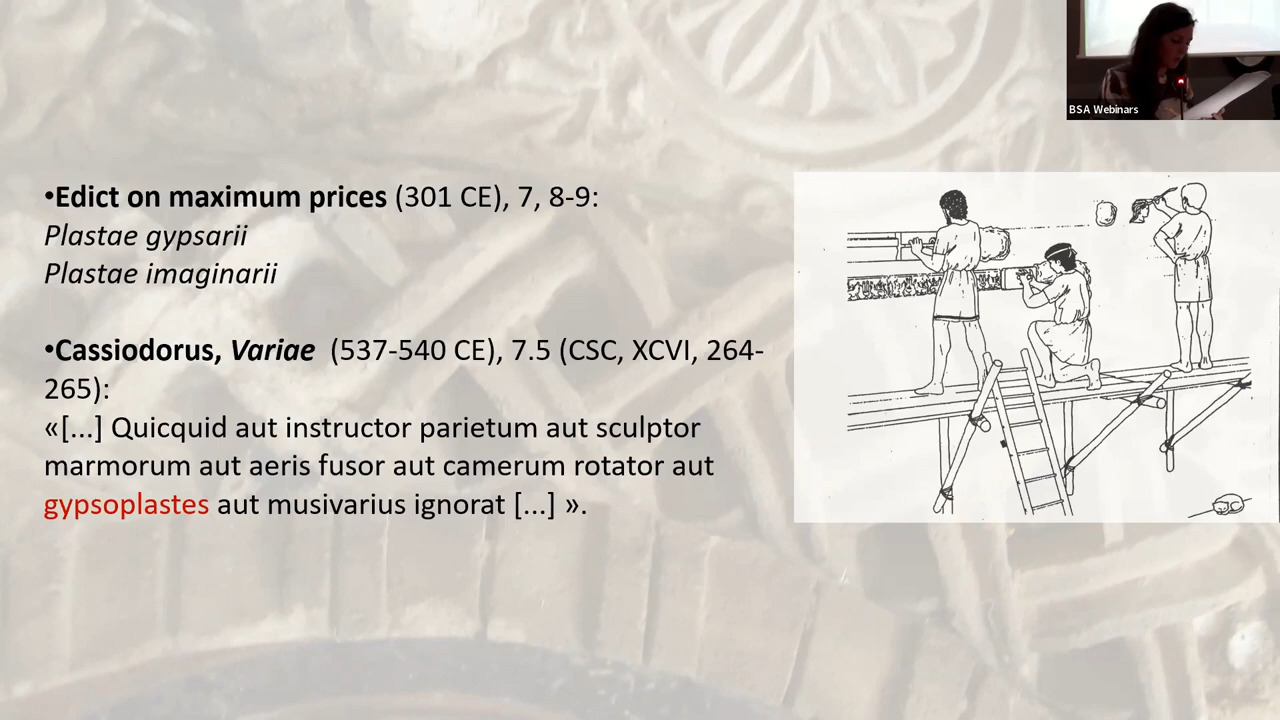 BSA Webinars
•Edict on maximum prices (301 CE), 7, 8-9:
Plastae gypsarii
Plastae imaginarii
•Cassiodorus, Variae (537-540 CE), 7.5 (CSC, XCVI, 264-
265):
«[...] Quicquid aut instructor parietum aut sculptor
marmorum aut aeris fusor aut camerum rotator aut
gypsoplastes aut musivarius ignorat [...] ».